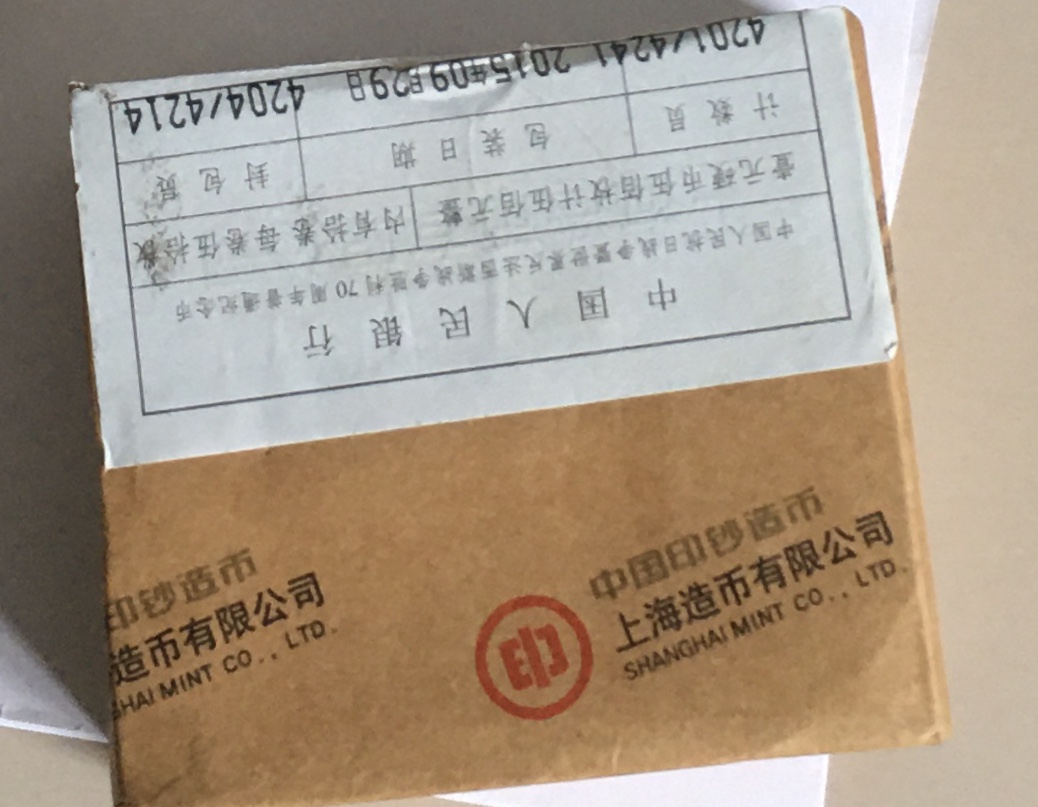 中国人民银行
中国人民抗日战争暨世界反法西斯战争胜利70周年普通纪念币
壹元硬币伍佰枚计伍佰元整 内有拾卷 每卷伍拾枚
计数员 包装日期 封包员
4201/4241 2015年09月29日 4204/4214
中国印钞造币
上海造币有限公司
SHANGHAI MINT CO., LTD.
印钞造币
造币有限公司
SHAI MINT CO., LTD.